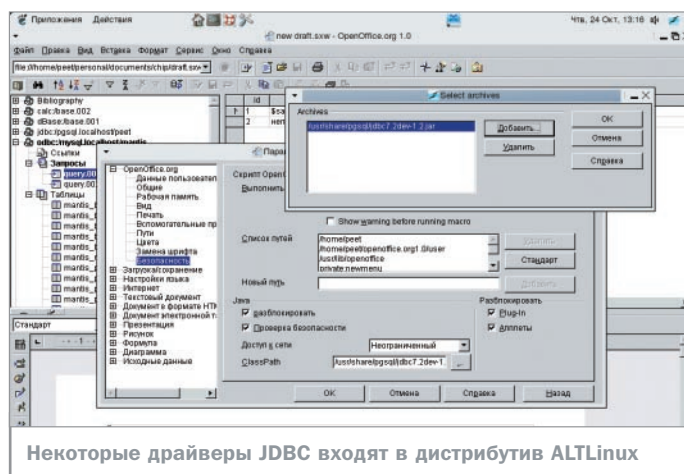 Приложения Действия
Чтв, 24 Окт, 13:16
new draft.sxw - OpenOffice.org 1.0
Файл Правка Вид Вставка Формат Сервис Окно Справка
file:///home/peet/personal/documents/chip/draft.sxw
Bibliography
calc:/base.002
dBase:/base.001
jdbc:/pgsql.localhost/peet
odbc:/mysql.localhost/mantis
Ссылки
Запросы
query.00
query.00
Таблицы
mantis_
mantis_
mantis_
mantis_
mantis_
mantis_
mantis_
mantis_
id
1
2
Select archives
Archives
/usr/share/pgsql/jdbc7.2dev-1.2.jar
Добавить...
Удалить
OK
Отмена
Справка
OpenOffice.org
Данные пользовател
Общие
Рабочая память
Вид
Печать
Вспомогательные пр
Пути
Цвета
Замена шрифта
Безопасность
Загрузка/сохранение
Настройки языка
Интернет
Текстовый документ
Документ в формате HTM
Документ электронной т
Презентация
Рисунок
Формула
Диаграмма
Исходные данные
Скрипт OpenO
Выполнить
Show warning before running macro
Список путей
/home/peet
/home/peet/openoffice.org1.0/user
/usr/lib/openoffice
private:newmenu
Удалить
Стандарт
Новый путь
Добавить
Java
Разблокировать
Проверка безопасности
Доступ к сети
Неограниченный
ClassPath
/usr/share/pgsql/jdbc7.2dev-1.
...
Разблокировать
Plug-In
Апплеты
OK
Отмена
Справка
Назад
Стандарт
Некоторые драйверы JDBC входят в дистрибутив ALTLinux